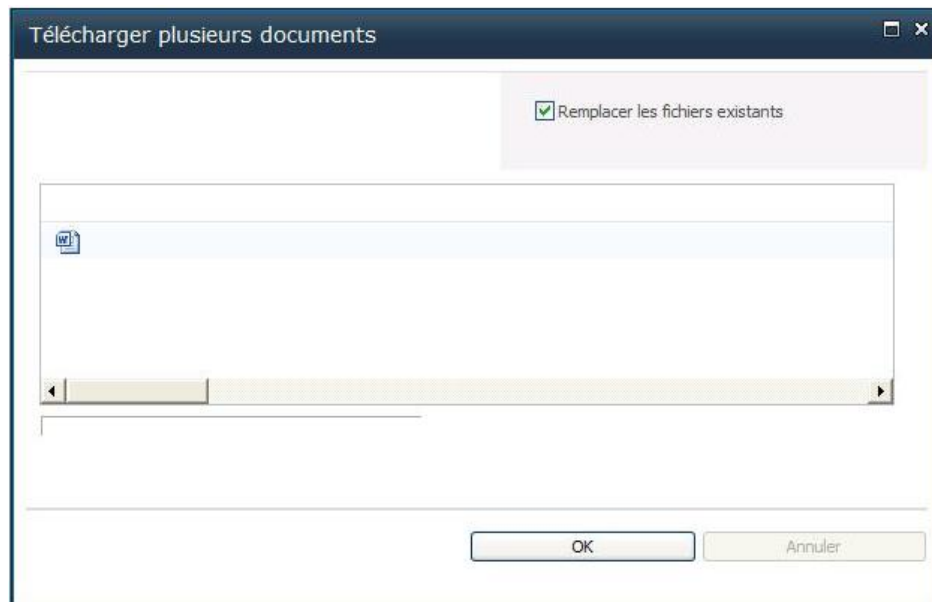 Télécharger plusieurs documents
Remplacer les fichiers existants
OK
Annuler